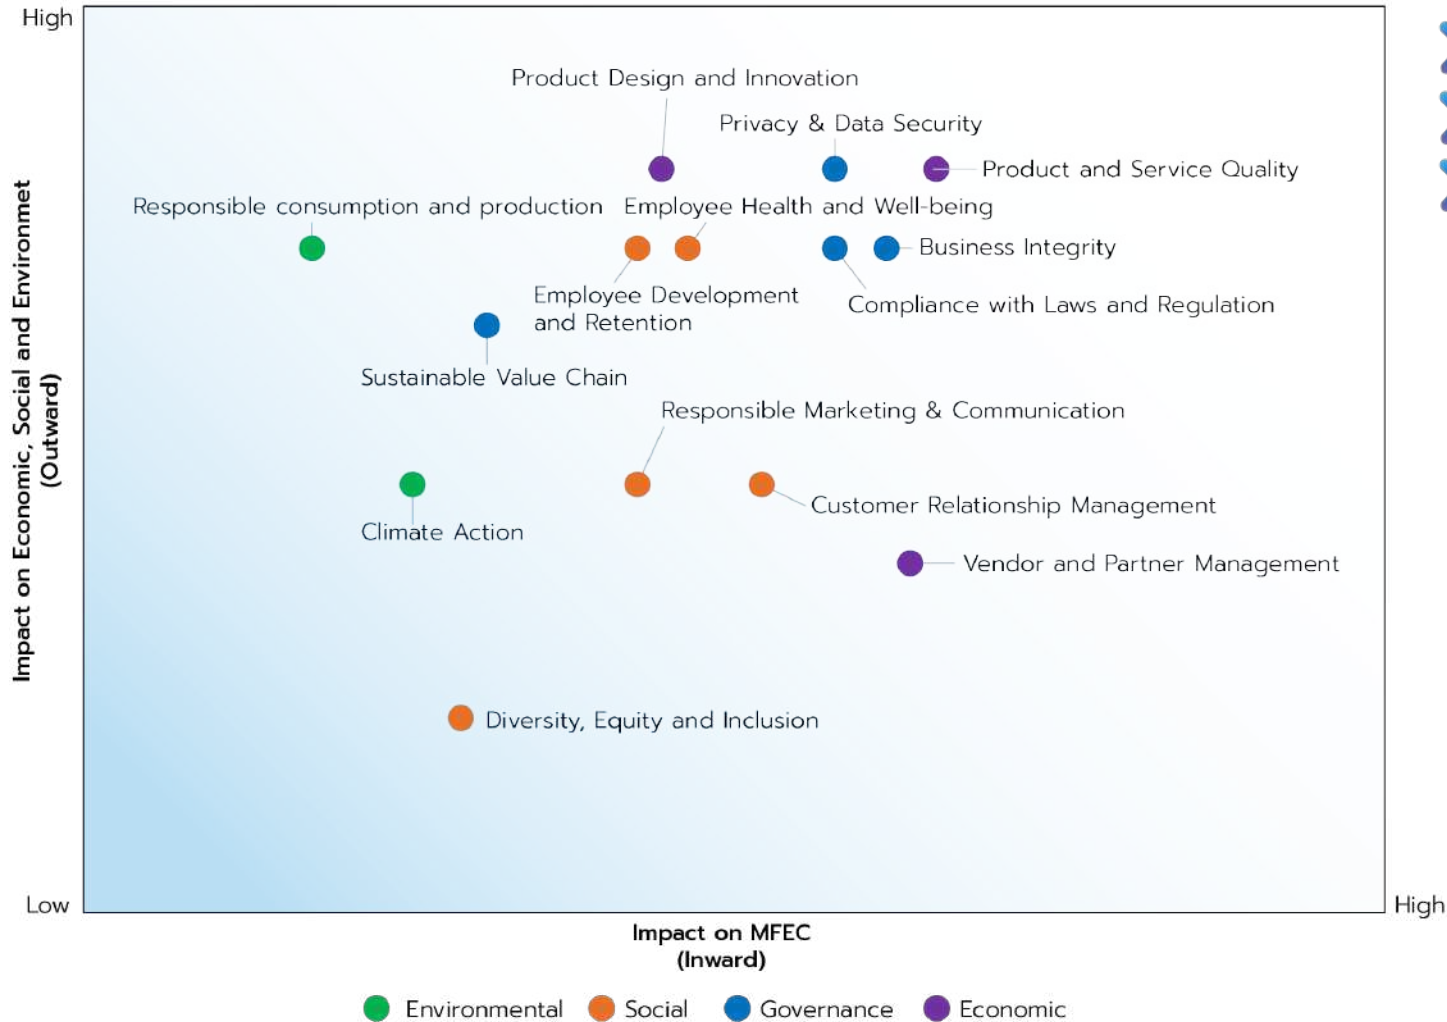 High
Product Design and Innovation
Privacy & Data Security
Product and Service Quality
Responsible consumption and production
Employee Health and Well-being
Business Integrity
Employee Development
and Retention
Compliance with Laws and Regulation
Sustainable Value Chain
Responsible Marketing & Communication
Customer Relationship Management
Climate Action
Vendor and Partner Management
Diversity, Equity and Inclusion
Impact on Economic, Social and Environmet
(Outward)
Low
High
Impact on MFEC
(Inward)
Environmental
Social
Governance
Economic